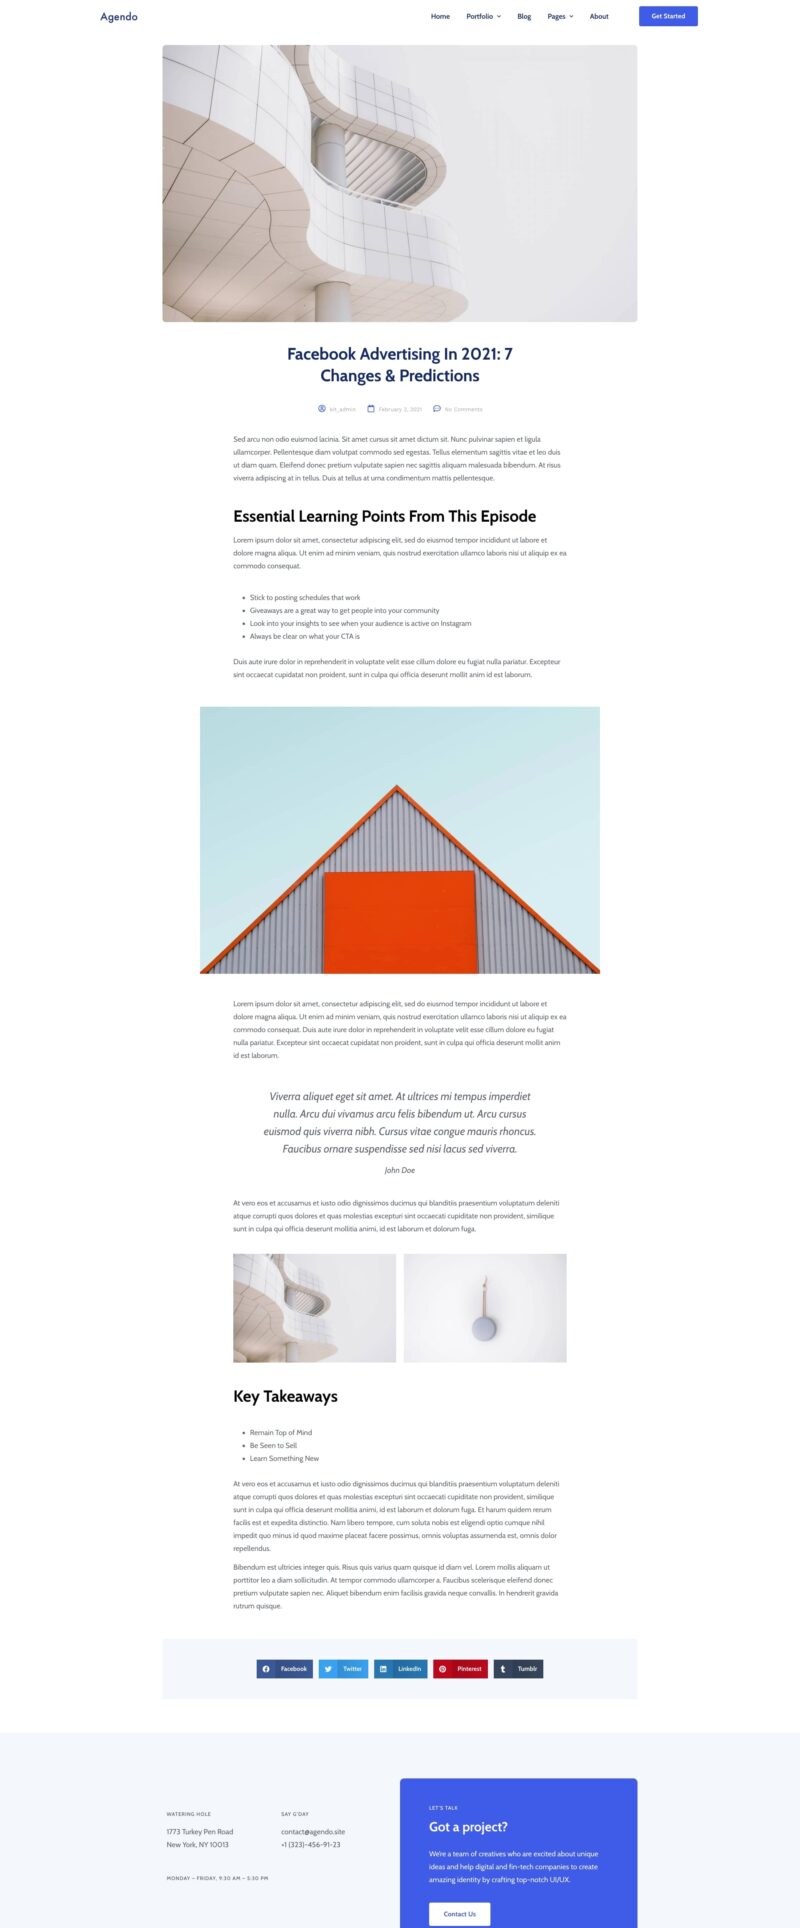 Agendo
Home Portfolio Blog Pages About Get Started
Facebook Advertising In 2021: 7
Changes & Predictions
kit_admin February 2, 2021 No Comments
Sed arcu non odio euismod lacinia. Sit amet cursus sit amet dictum sit. Nunc pulvinar sapien et ligula
ullamcorper. Pellentesque diam volutpat commodo sed egestas. Tellus elementum sagittis vitae et leo duis
ut diam quam. Eleifend donec pretium vulputate sapien nec sagittis aliquam malesuada bibendum. At risus
viverra adipiscing at in tellus. Duis at tellus at urna condimentum mattis pellentesque.
Essential Learning Points From This Episode
Lorem ipsum dolor sit amet, consectetur adipiscing elit, sed do eiusmod tempor incididunt ut labore et
dolore magna aliqua. Ut enim ad minim veniam, quis nostrud exercitation ullamco laboris nisi ut aliquip ex ea
commodo consequat.
• Stick to posting schedules that work
• Giveaways are a great way to get people into your community
• Look into your insights to see when your audience is active on Instagram
• Always be clear on what your CTA is
Duis aute irure dolor in reprehenderit in voluptate velit esse cillum dolore eu fugiat nulla pariatur. Excepteur
sint occaecat cupidatat non proident, sunt in culpa qui officia deserunt mollit anim id est laborum.
Lorem ipsum dolor sit amet, consectetur adipiscing elit, sed do eiusmod tempor incididunt ut labore et
dolore magna aliqua. Ut enim ad minim veniam, quis nostrud exercitation ullamco laboris nisi ut aliquip ex ea
commodo consequat. Duis aute irure dolor in reprehenderit in voluptate velit esse cillum dolore eu fugiat
nulla pariatur. Excepteur sint occaecat cupidatat non proident, sunt in culpa qui officia deserunt mollit anim
id est laborum.
Viverra aliquet eget sit amet. At ultrices mi tempus imperdiet
nulla. Arcu dui vivamus arcu felis bibendum ut. Arcu cursus
euismod quis viverra nibh. Cursus vitae congue mauris rhoncus.
Faucibus ornare suspendisse sed nisi lacus sed viverra.
John Doe
At vero eos et accusamus et iusto odio dignissimos ducimus qui blanditiis praesentium voluptatum deleniti
atque corrupti quos dolores et quas molestias excepturi sint occaecati cupiditate non provident, similique
sunt in culpa qui officia deserunt mollitia animi, id est laborum et dolorum fuga.
Key Takeaways
• Remain Top of Mind
• Be Seen to Sell
• Learn Something New
At vero eos et accusamus et iusto odio dignissimos ducimus qui blanditiis praesentium voluptatum deleniti
atque corrupti quos dolores et quas molestias excepturi sint occaecati cupiditate non provident, similique
sunt in culpa qui officia deserunt mollitia animi, id est laborum et dolorum fuga. Et harum quidem rerum
facilis est et expedita distinctio. Nam libero tempore, cum soluta nobis est eligendi optio cumque nihil
impedit quo minus id quod maxime placeat facere possimus, omnis voluptas assumenda est, omnis dolor
repellendus.
Bibendum est ultricies integer quis. Risus quis varius quam quisque id diam vel. Lorem mollis aliquam ut
porttitor leo a diam sollicitudin. At tempor commodo ullamcorper a. Faucibus scelerisque eleifend donec
pretium vulputate sapien nec. Aliquet bibendum enim facilisis gravida neque convallis. In hendrerit gravida
rutrum quisque.
Facebook Twitter LinkedIn Pinterest Tumblr
WATERING HOLE
1773 Turkey Pen Road
New York, NY 10013
SAY G'DAY
contact@agendo.site
+1 (323)-456-91-23
MONDAY – FRIDAY, 9:30 AM – 5:30 PM
LET'S TALK
Got a project?
We're a team of creatives who are excited about unique
ideas and help digital and fin-tech companies to create
amazing identity by crafting top-notch UI/UX.
Contact Us